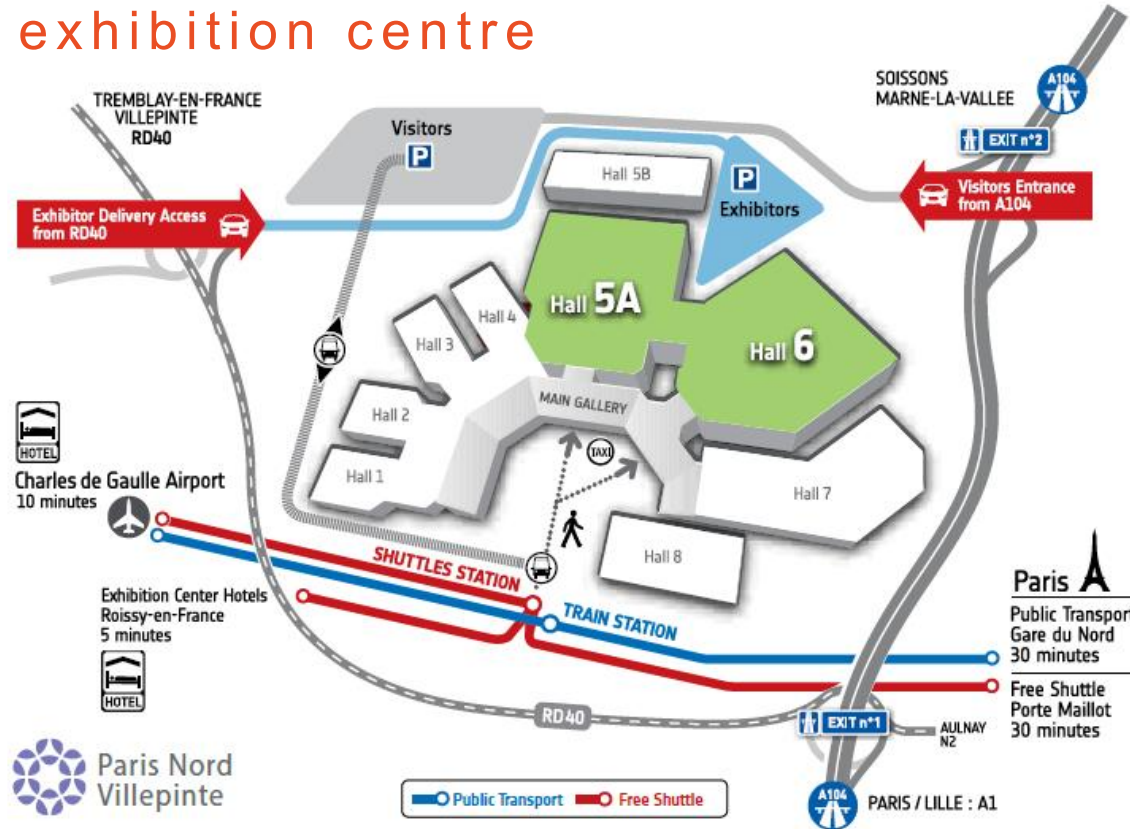 exhibition centre
TREMBLAY-EN-FRANCE
VILLEPINTE
RD40
Visitors
P
SOISSONS
MARNE-LA-VALLEE
A104
EXIT n°2
Hall 5B
P
Exhibitors
Visitors Entrance
from A104
Exhibitor Delivery Access
from RD40
Hall 5A
Hall 4
Hall 3
Hall 6
Hall 2
MAIN GALLERY
TAXI
Hall 1
Hall 7
HOTEL
Charles de Gaulle Airport
10 minutes
Hall 8
SHUTTLES STATION
TRAIN STATION
Exhibition Center Hotels
Roissy-en-France
5 minutes
HOTEL
Paris
Public Transport
Gare du Nord
30 minutes
Free Shuttle
Porte Maillot
30 minutes
RD40
EXIT n°1
AULNAY
N2
Paris Nord
Villepinte
Public Transport
Free Shuttle
A104
PARIS / LILLE : A1